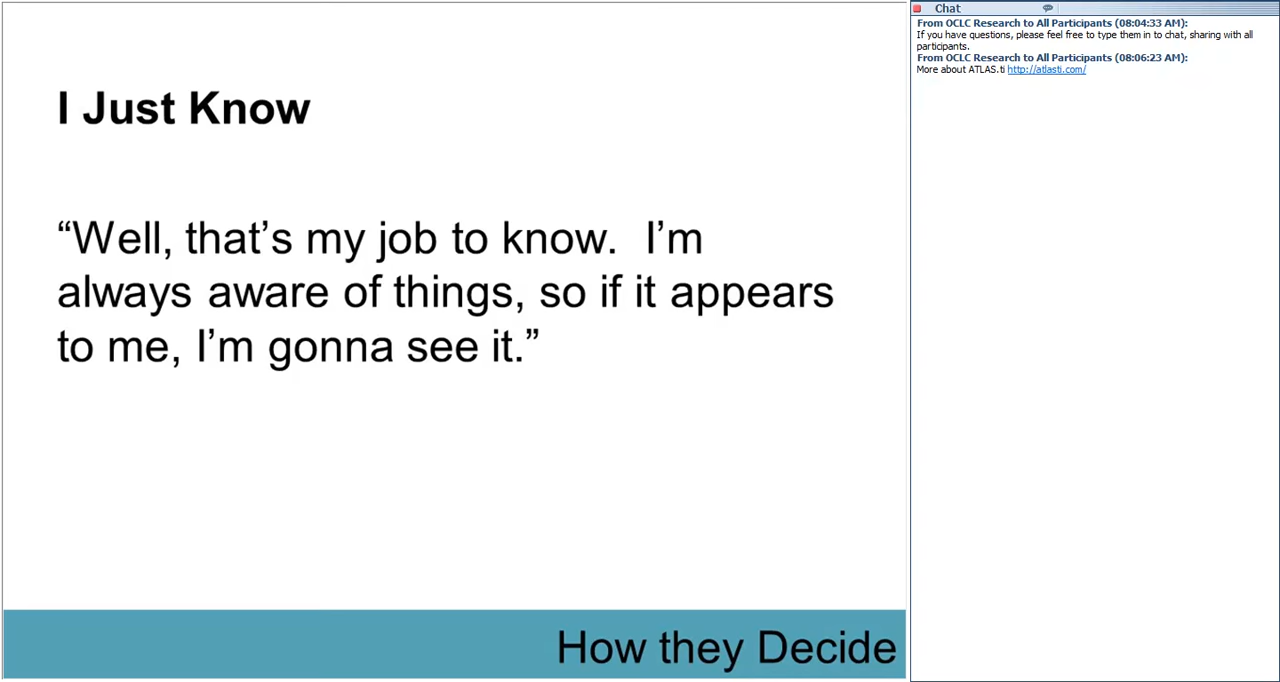 I Just Know
“Well, that’s my job to know.  I’m
always aware of things, so if it appears
to me, I’m gonna see it.”
How they Decide
Chat
From OCLC Research to All Participants (08:04:33 AM):
If you have questions, please feel free to type them in to chat, sharing with all
participants.
From OCLC Research to All Participants (08:06:23 AM):
More about ATLAS.ti http://atlasti.com/